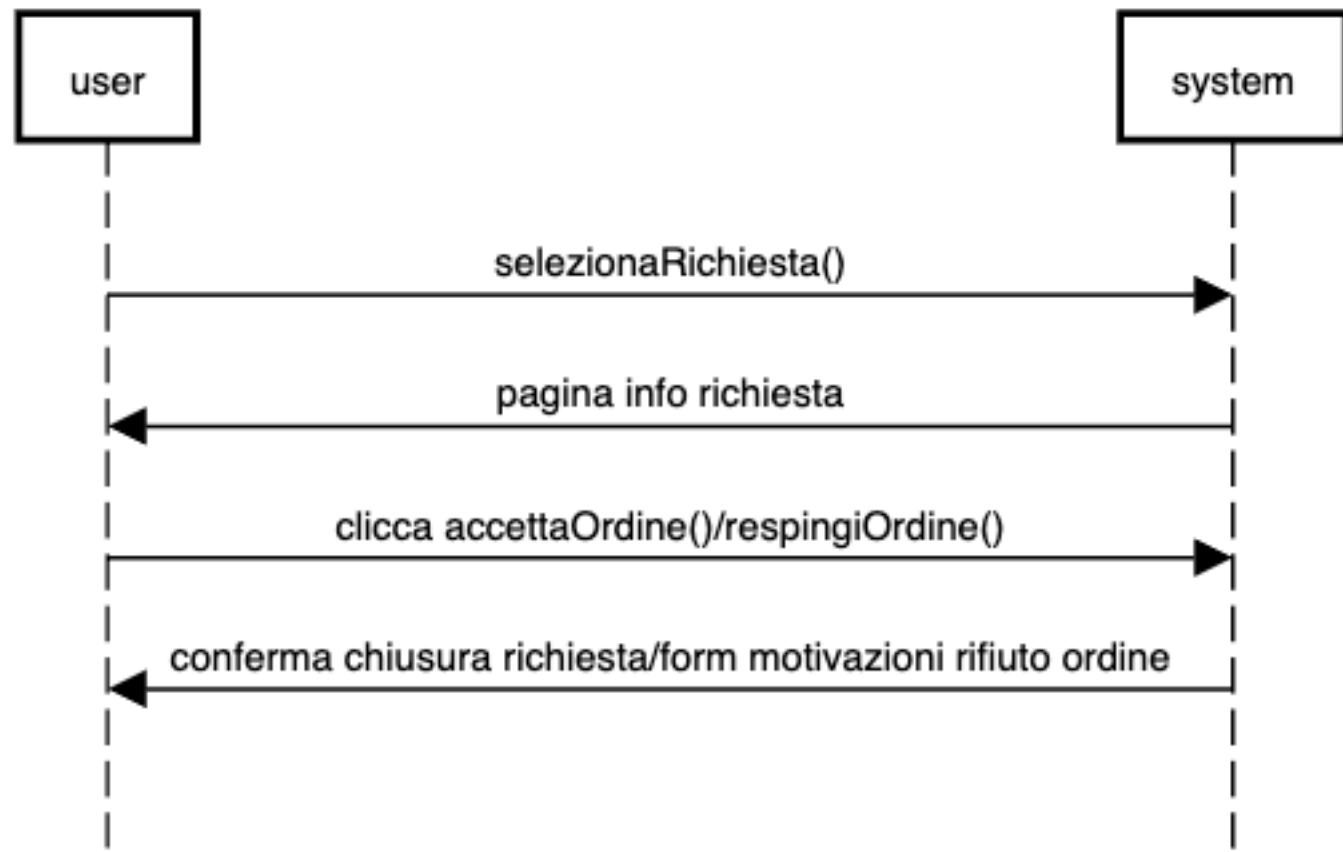 user
system
selezionaRichiesta()
pagina info richiesta
clicca accettaOrdine()/respingiOrdine()
conferma chiusura richiesta/form motivazioni rifiuto ordine